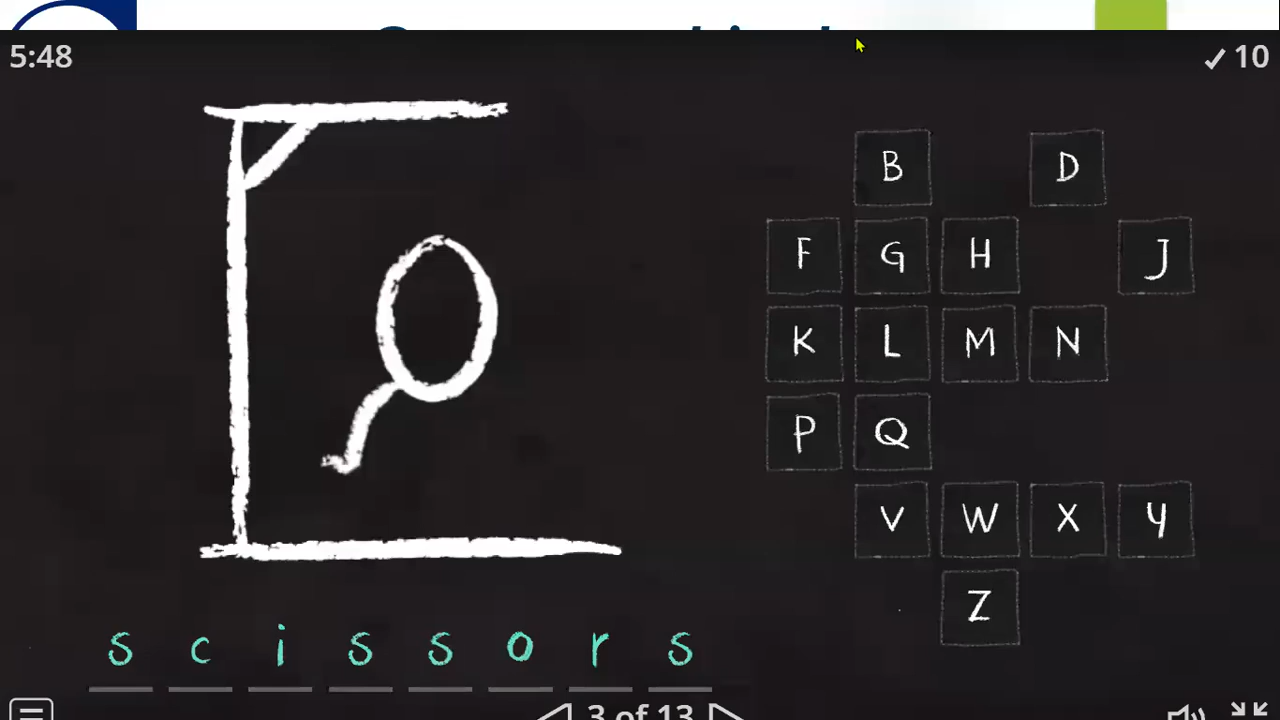 5:48
10
B D
F G H J
K L M N
P Q
V W X Y
Z
scissors
3 of 13